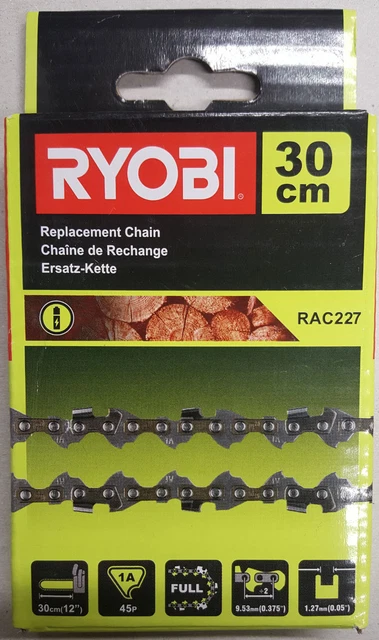 RYOBI
30
cm
Replacement Chain
Chaîne de Rechange
Ersatz-Kette
RAC227
30cm(12")
1A
45P
FULL
÷2
9.53mm(0.375")
1.27mm(0.05")